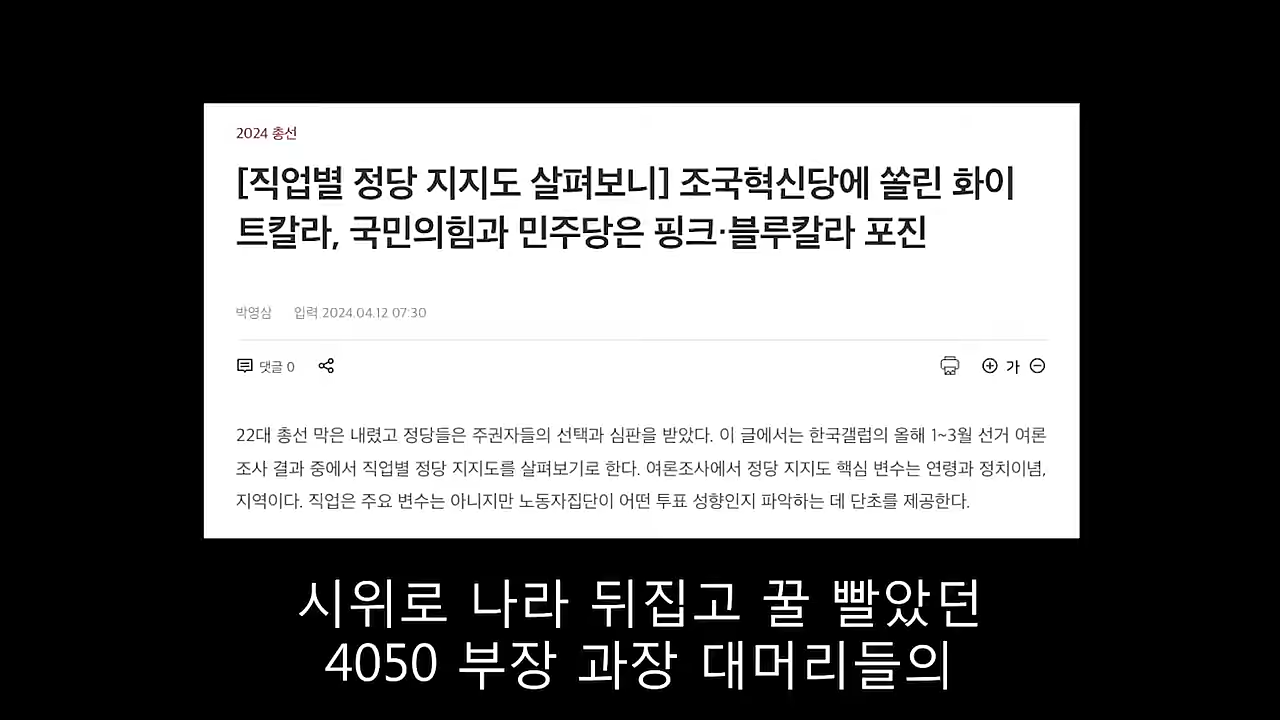 2024 총선
[직업별 정당 지지도 살펴보니] 조국혁신당에 쏠린 화이
트칼라, 국민의힘과 민주당은 핑크·블루칼라 포진
박영삼 입력 2024.04.12 07:30
댓글 0 가
22대 총선 막은 내렸고 정당들은 주권자들의 선택과 심판을 받았다. 이 글에서는 한국갤럽의 올해 1~3월 선거 여론
조사 결과 중에서 직업별 정당 지지도를 살펴보기로 한다. 여론조사에서 정당 지지도 핵심 변수는 연령과 정치이념,
지역이다. 직업은 주요 변수는 아니지만 노동자집단이 어떤 투표 성향인지 파악하는 데 단초를 제공한다.
시위로 나라 뒤집고 꿀 빨았던
4050 부장 과장 대머리들의